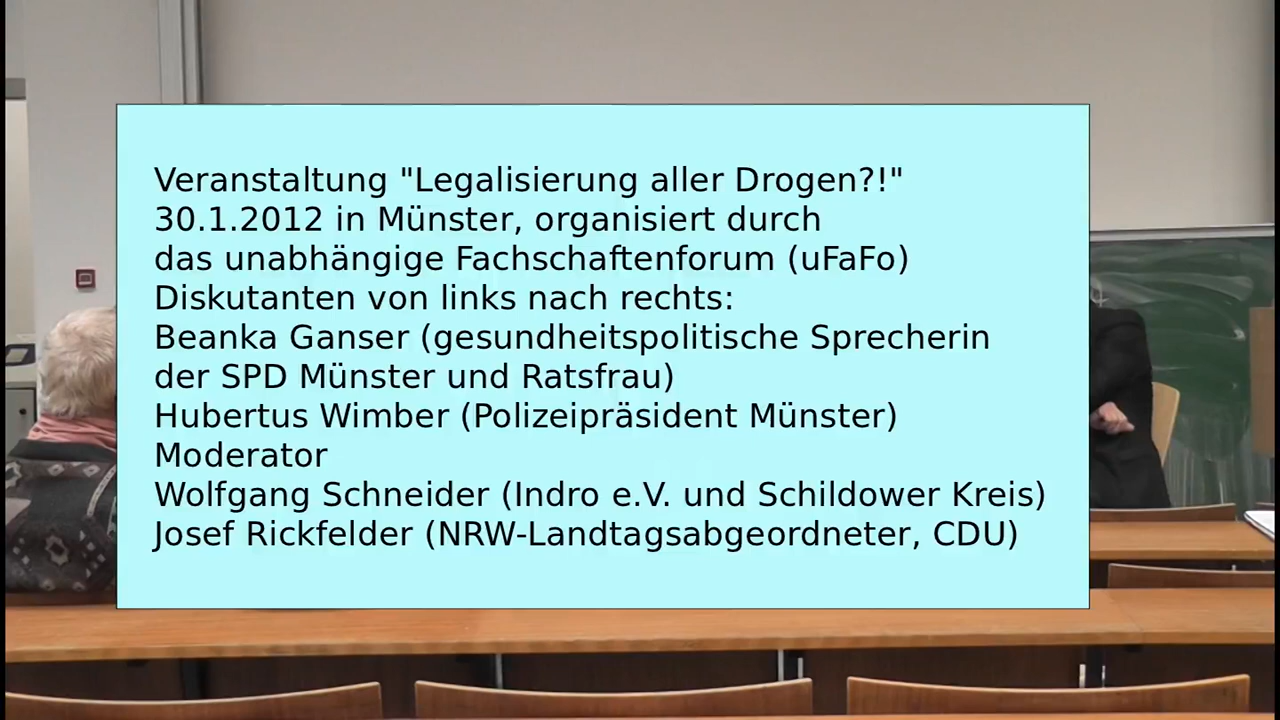 Veranstaltung "Legalisierung aller Drogen?!"
30.1.2012 in Münster, organisiert durch
das unabhängige Fachschaftenforum (uFaFo)
Diskutanten von links nach rechts:
Beanka Ganser (gesundheitspolitische Sprecherin
der SPD Münster und Ratsfrau)
Hubertus Wimber (Polizeipräsident Münster)
Moderator
Wolfgang Schneider (Indro e.V. und Schildower Kreis)
Josef Rickfelder (NRW-Landtagsabgeordneter, CDU)